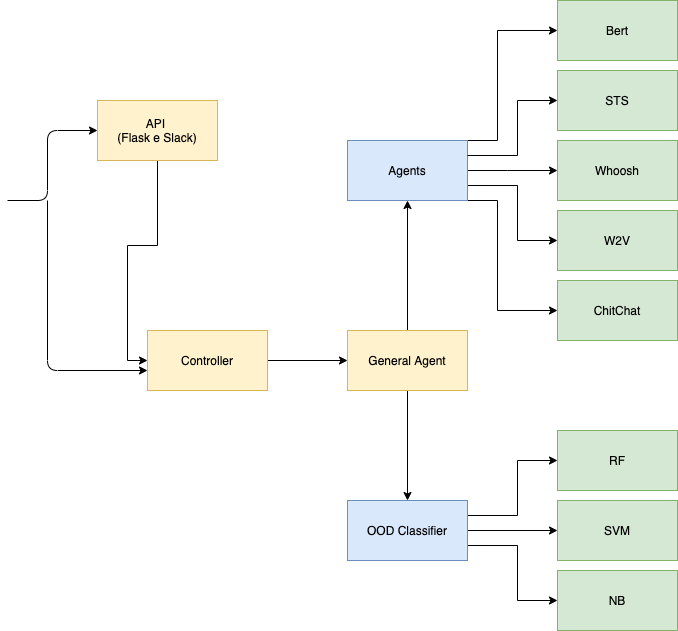 Bert
API
(Flask e Slack)
STS
Agents
Whoosh
W2V
ChitChat
Controller
General Agent
RF
OOD Classifier
SVM
NB